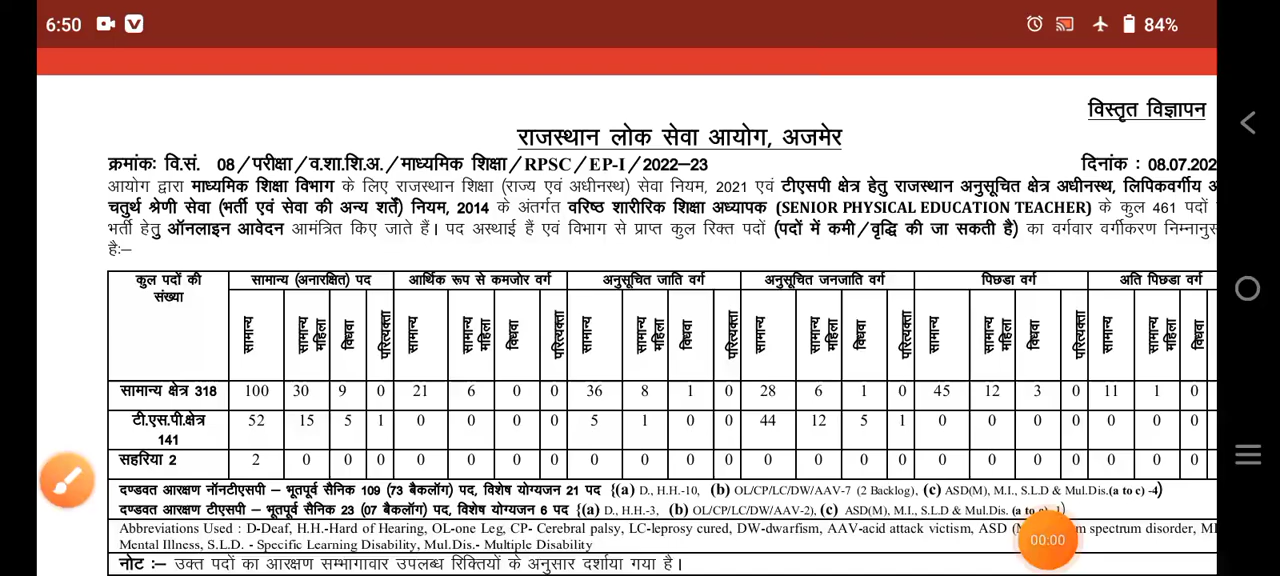 6:50 84%
विस्तृत विज्ञापन
राजस्थान लोक सेवा आयोग, अजमेर
क्रमांकः वि.सं. 08/परीक्षा/व.शा.शि.अ./माध्यमिक शिक्षा/RPSC/EP-I/2022–23 दिनांक : 08.07.202
आयोग द्वारा माध्यमिक शिक्षा विभाग के लिए राजस्थान शिक्षा (राज्य एवं अधीनस्थ) सेवा नियम, 2021 एवं टीएसपी क्षेत्र हेतु राजस्थान अनुसूचित क्षेत्र अधीनस्थ, लिपिकवर्गीय
चतुर्थ श्रेणी सेवा (भर्ती एवं सेवा की अन्य शर्तें) नियम, 2014 के अंतर्गत वरिष्ठ शारीरिक शिक्षा अध्यापक (SENIOR PHYSICAL EDUCATION TEACHER) के कुल 461 पदों
भर्ती हेतु ऑनलाइन आवेदन आमंत्रित किए जाते हैं। पद अस्थाई हैं एवं विभाग से प्राप्त कुल रिक्त पदों (पदों में कमी/वृद्धि की जा सकती है) का वर्गवार वर्गीकरण
है:–
कुल पदों की संख्या सामान्य (अनारक्षित) पद आर्थिक रूप से कमजोर वर्ग अनुसूचित जाति वर्ग अनुसूचित जनजाति वर्ग पिछडा वर्ग अति पिछडा वर्ग
सामान्य सामान्य महिला विधवा परित्यक्ता सामान्य सामान्य महिला विधवा परित्यक्ता सामान्य सामान्य महिला विधवा परित्यक्ता सामान्य सामान्य महिला विधवा परित्यक्ता सामान्य सामान्य महिला विधवा परित्यक्ता सामान्य सामान्य महिला विधवा
सामान्य क्षेत्र 318 100 30 9 0 21 6 0 0 36 8 1 0 28 6 1 0 45 12 3 0 11 1 0
टी.एस.पी.क्षेत्र 141 52 15 5 1 0 0 0 0 5 1 0 0 44 12 5 1 0 0 0 0 0 0 0
सहरिया 2 2 0 0 0 0 0 0 0 0 0 0 0 0 0 0 0 0 0 0 0 0 0 0
दण्डवत आरक्षण नॉनटीएसपी – भूतपूर्व सैनिक 109 (73 बैकलॉग) पद, विशेष योग्यजन 21 पद {(a) D., H.H.-10, (b) OL/CP/LC/DW/AAV-7 (2 Backlog), (c) ASD(M), M.I., S.L.D & Mul.Dis.(a to c) -4)
दण्डवत आरक्षण टीएसपी – भूतपूर्व सैनिक 23 (07 बैकलॉग) पद, विशेष योग्यजन 6 पद {(a) D., H.H.-3, (b) OL/CP/LC/DW/AAV-2), (c) ASD(M), M.I., S.L.D & Mul.Dis.
Abbreviations Used : D-Deaf, H.H.-Hard of Hearing, OL-one Leg, CP- Cerebral palsy, LC-leprosy cured, DW-dwarfism, AAV-acid attack victism, ASD spectrum disorder,
Mental Illness, S.L.D. - Specific Learning Disability, Mul.Dis.- Multiple Disability
नोट :– उक्त पदों का आरक्षण सम्भागावार उपलब्ध रिक्तियों के अनुसार दर्शाया गया है।
00:00